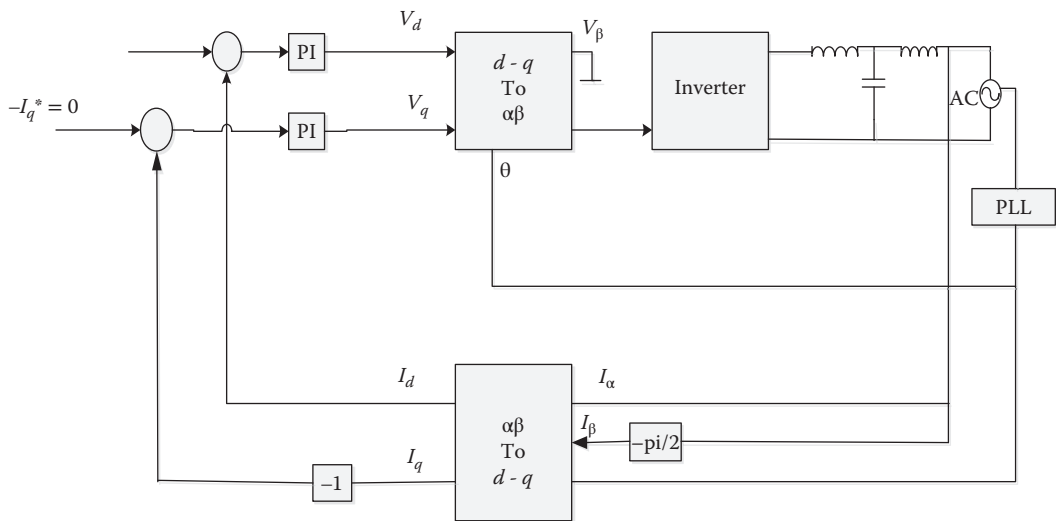 V_d
PI
d - q
To
αβ
V_β
Inverter
AC
–I_q* = 0
V_q
PI
θ
PLL
I_d
αβ
To
d - q
I_α
I_β
–pi/2
I_q
–1